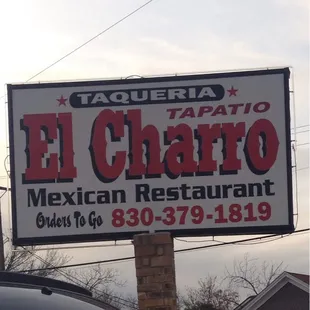 TAQUERIA
TAPATIO
El Charro
Mexican Restaurant
Orders To Go 830-379-1819